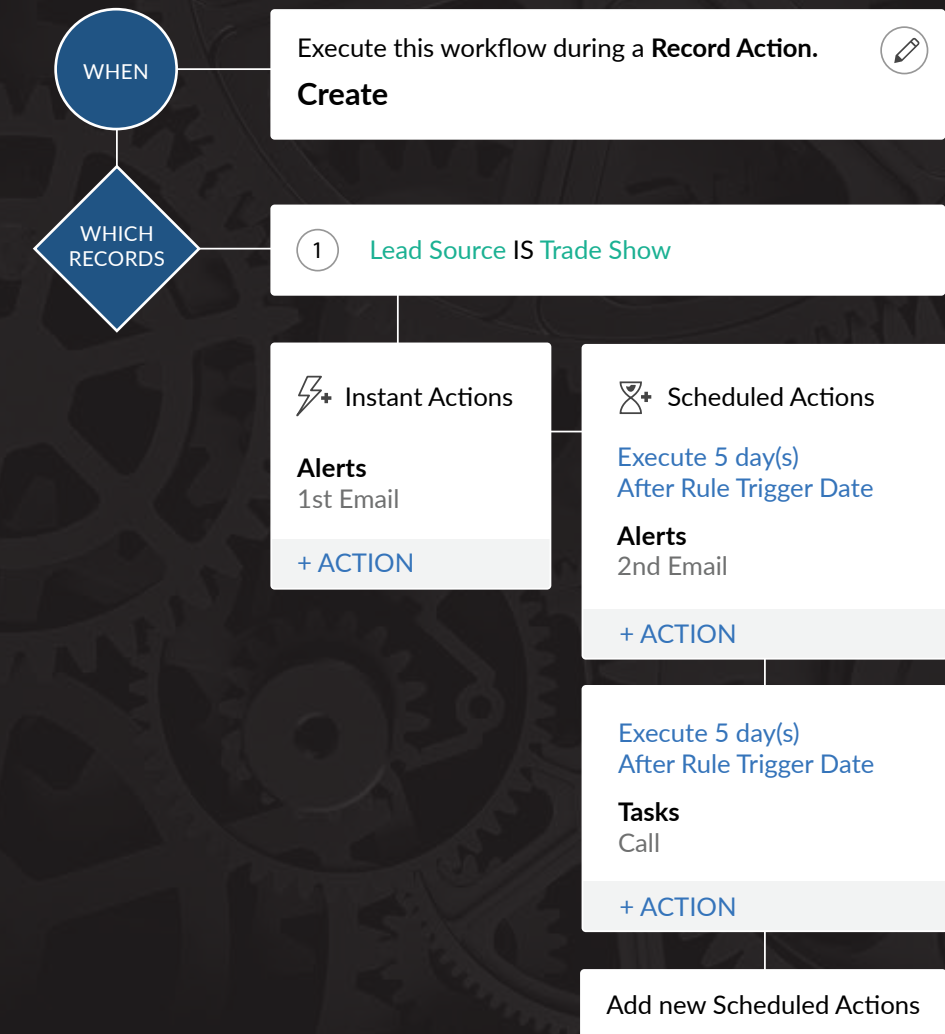 WHEN
Execute this workflow during a Record Action.
Create
WHICH
RECORDS
1 Lead Source IS Trade Show
Instant Actions
Alerts
1st Email
+ ACTION
Scheduled Actions
Execute 5 day(s)
After Rule Trigger Date
Alerts
2nd Email
+ ACTION
Execute 5 day(s)
After Rule Trigger Date
Tasks
Call
+ ACTION
Add new Scheduled Actions